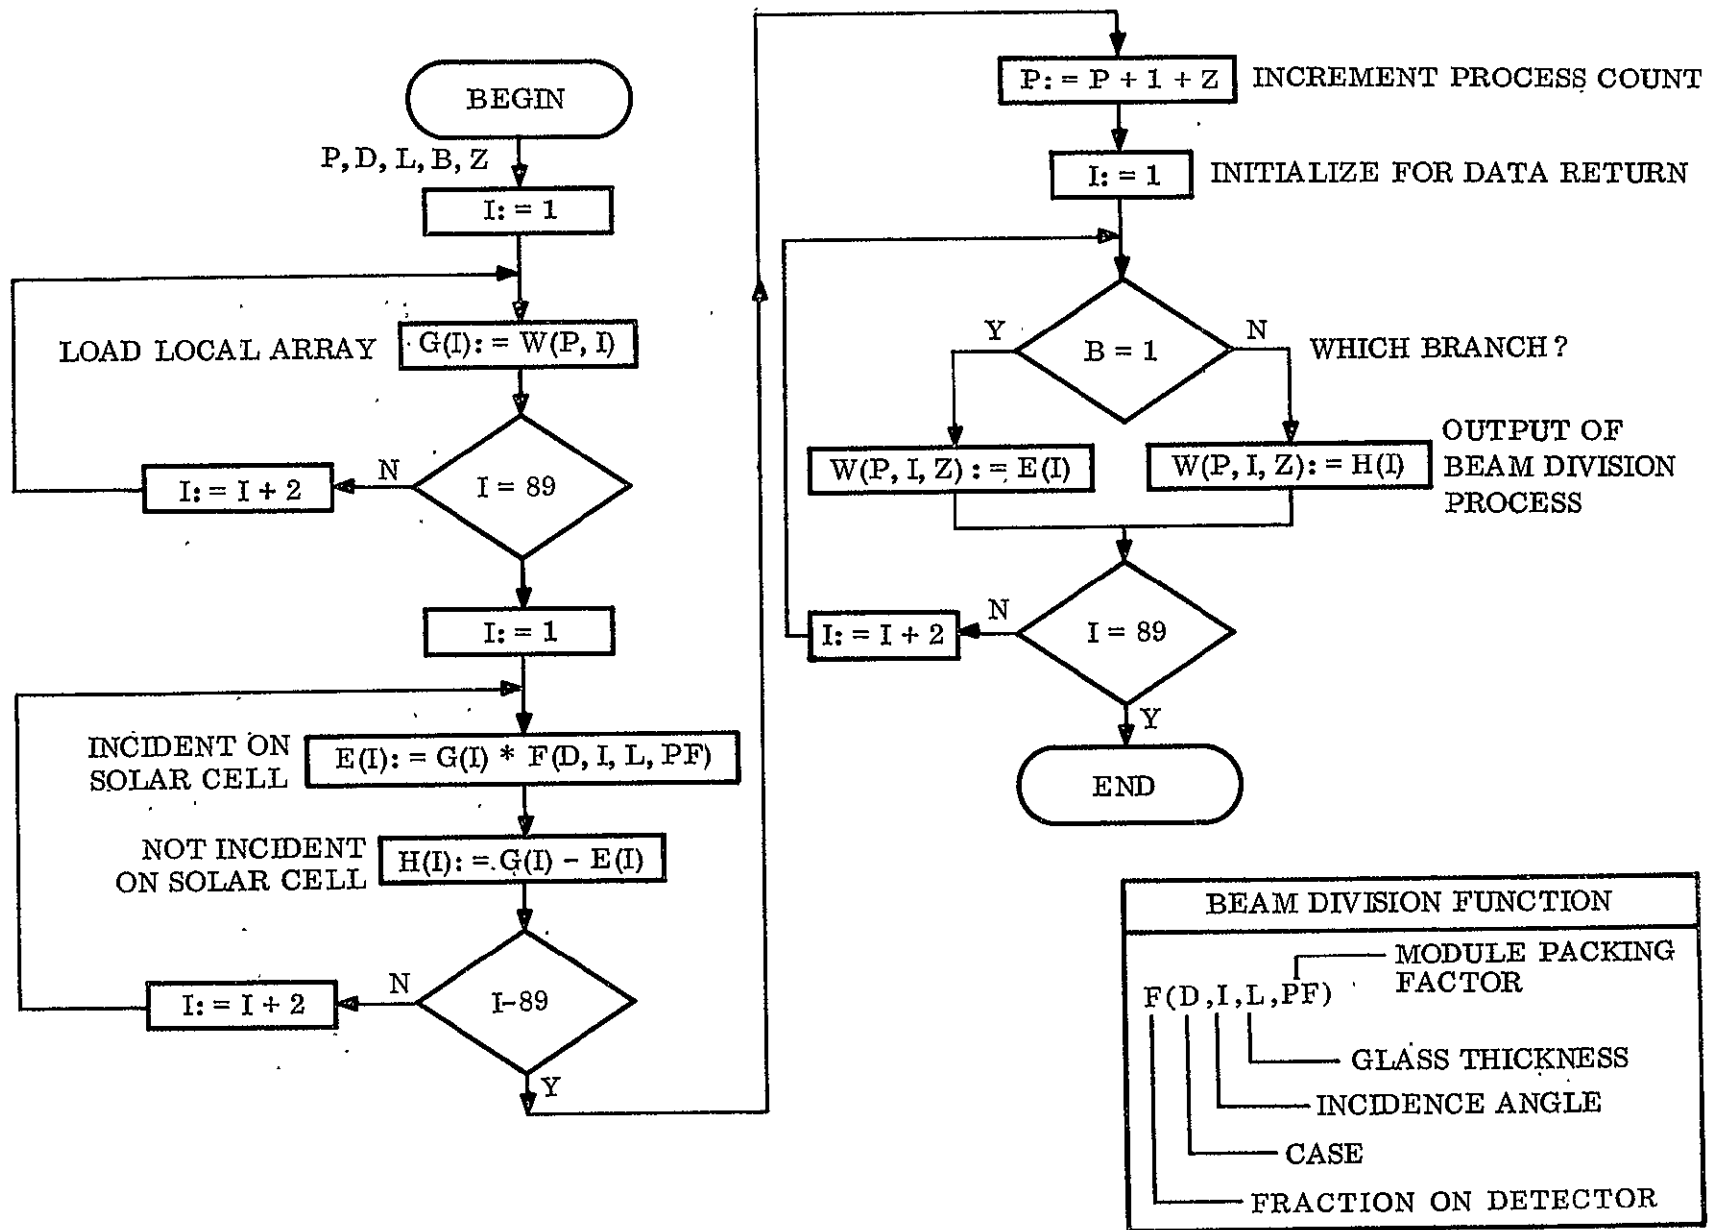 BEGIN
P, D, L, B, Z
I: = 1
LOAD LOCAL ARRAY
G(I): = W(P, I)
I = 89
N
I: = I + 2
I: = 1
INCIDENT ON
SOLAR CELL
E(I): = G(I) * F(D, I, L, PF)
NOT INCIDENT
ON SOLAR CELL
H(I): = G(I) - E(I)
I-89
N
I: = I + 2
Y
P: = P + 1 + Z
INCREMENT PROCESS COUNT
I: = 1
INITIALIZE FOR DATA RETURN
B = 1
Y
N
WHICH BRANCH?
W(P, I, Z) : = E(I)
W(P, I, Z): = H(I)
OUTPUT OF
BEAM DIVISION
PROCESS
I = 89
N
I: = I + 2
Y
END
BEAM DIVISION FUNCTION
MODULE PACKING
FACTOR
F(D,I,L,PF)
GLASS THICKNESS
INCIDENCE ANGLE
CASE
FRACTION ON DETECTOR